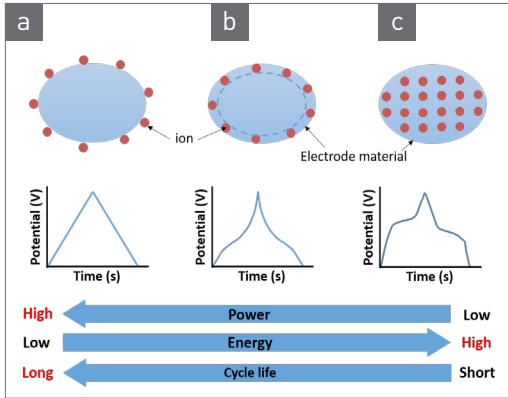 a
b
c
ion
Electrode material
Potential (V)
Time (s)
Potential (V)
Time (s)
Potential (V)
Time (s)
High
Power
Low
Low
Energy
High
Long
Cycle life
Short